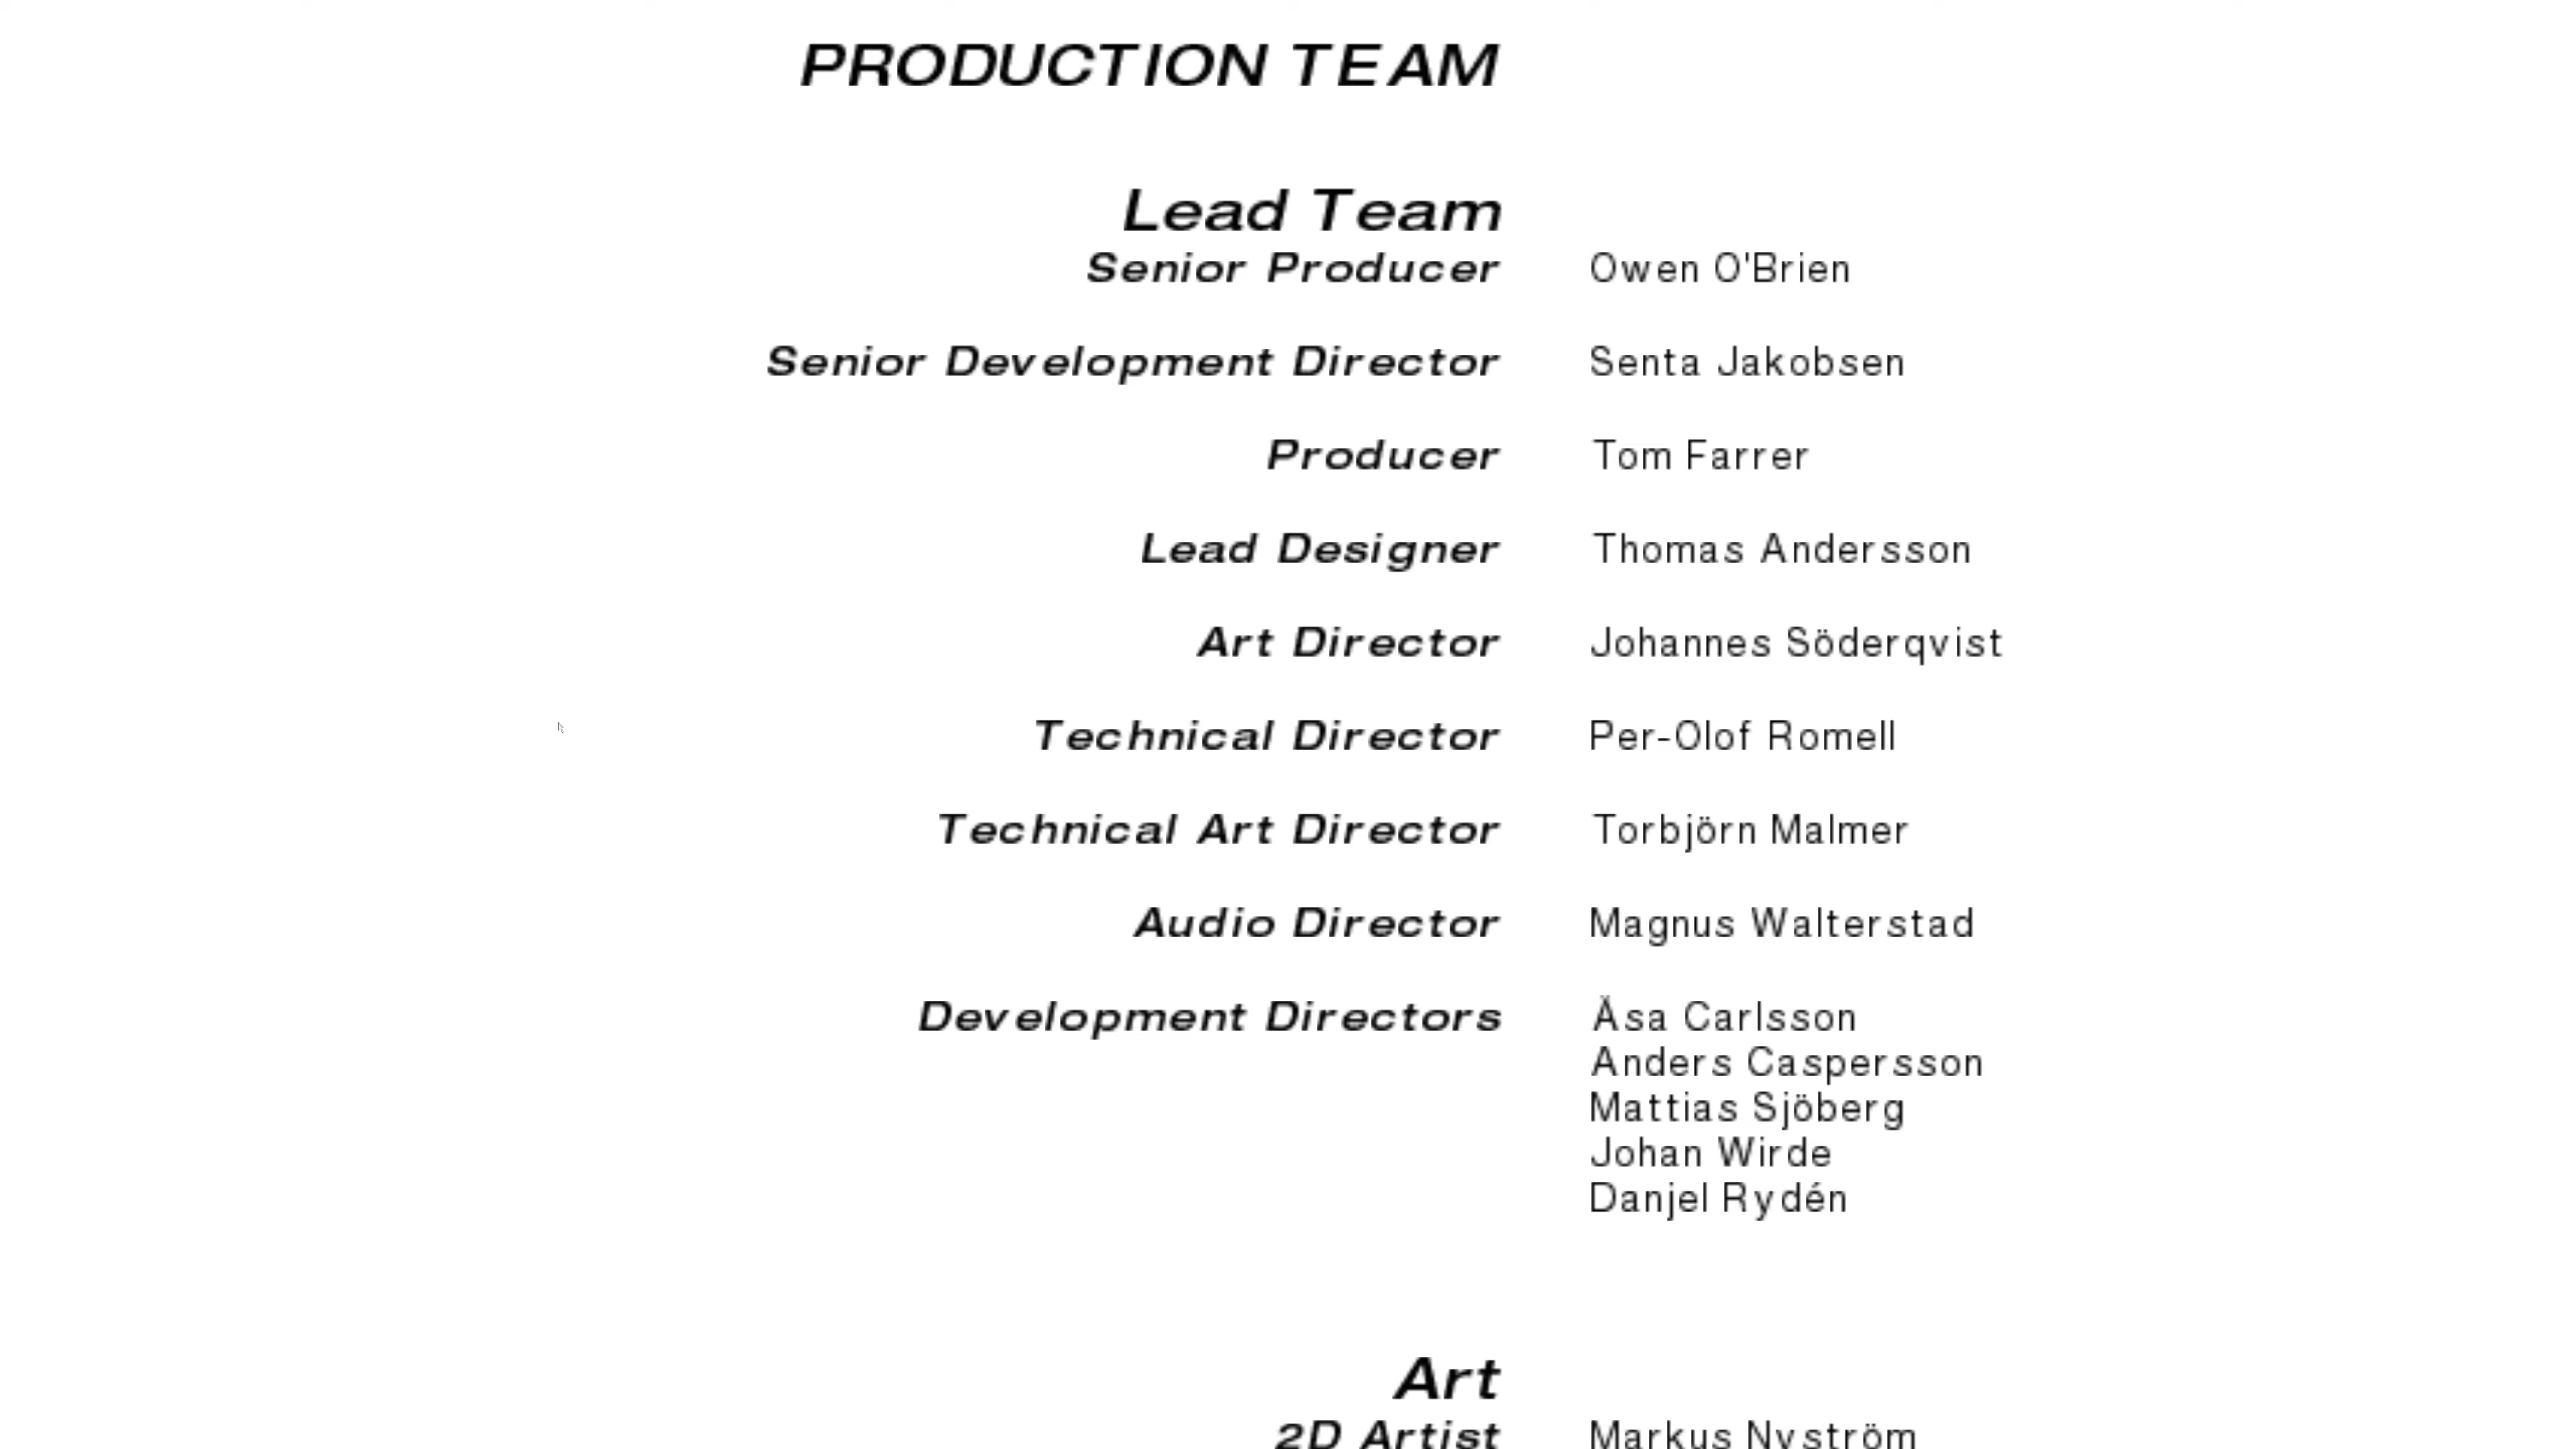 PRODUCTION TEAM
Lead Team
Senior Producer Owen O'Brien
Senior Development Director Senta Jakobsen
Producer Tom Farrer
Lead Designer Thomas Andersson
Art Director Johannes Söderqvist
Technical Director Per-Olof Romell
Technical Art Director Torbjörn Malmer
Audio Director Magnus Walterstad
Development Directors Åsa Carlsson
Anders Caspersson
Mattias Sjöberg
Johan Wirde
Danjel Rydén
Art
2D Artist Markus Nyström